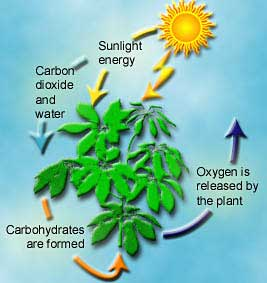 Sunlight
energy
Carbon
dioxide
and
water
Oxygen is
released by
the plant
Carbohydrates
are formed